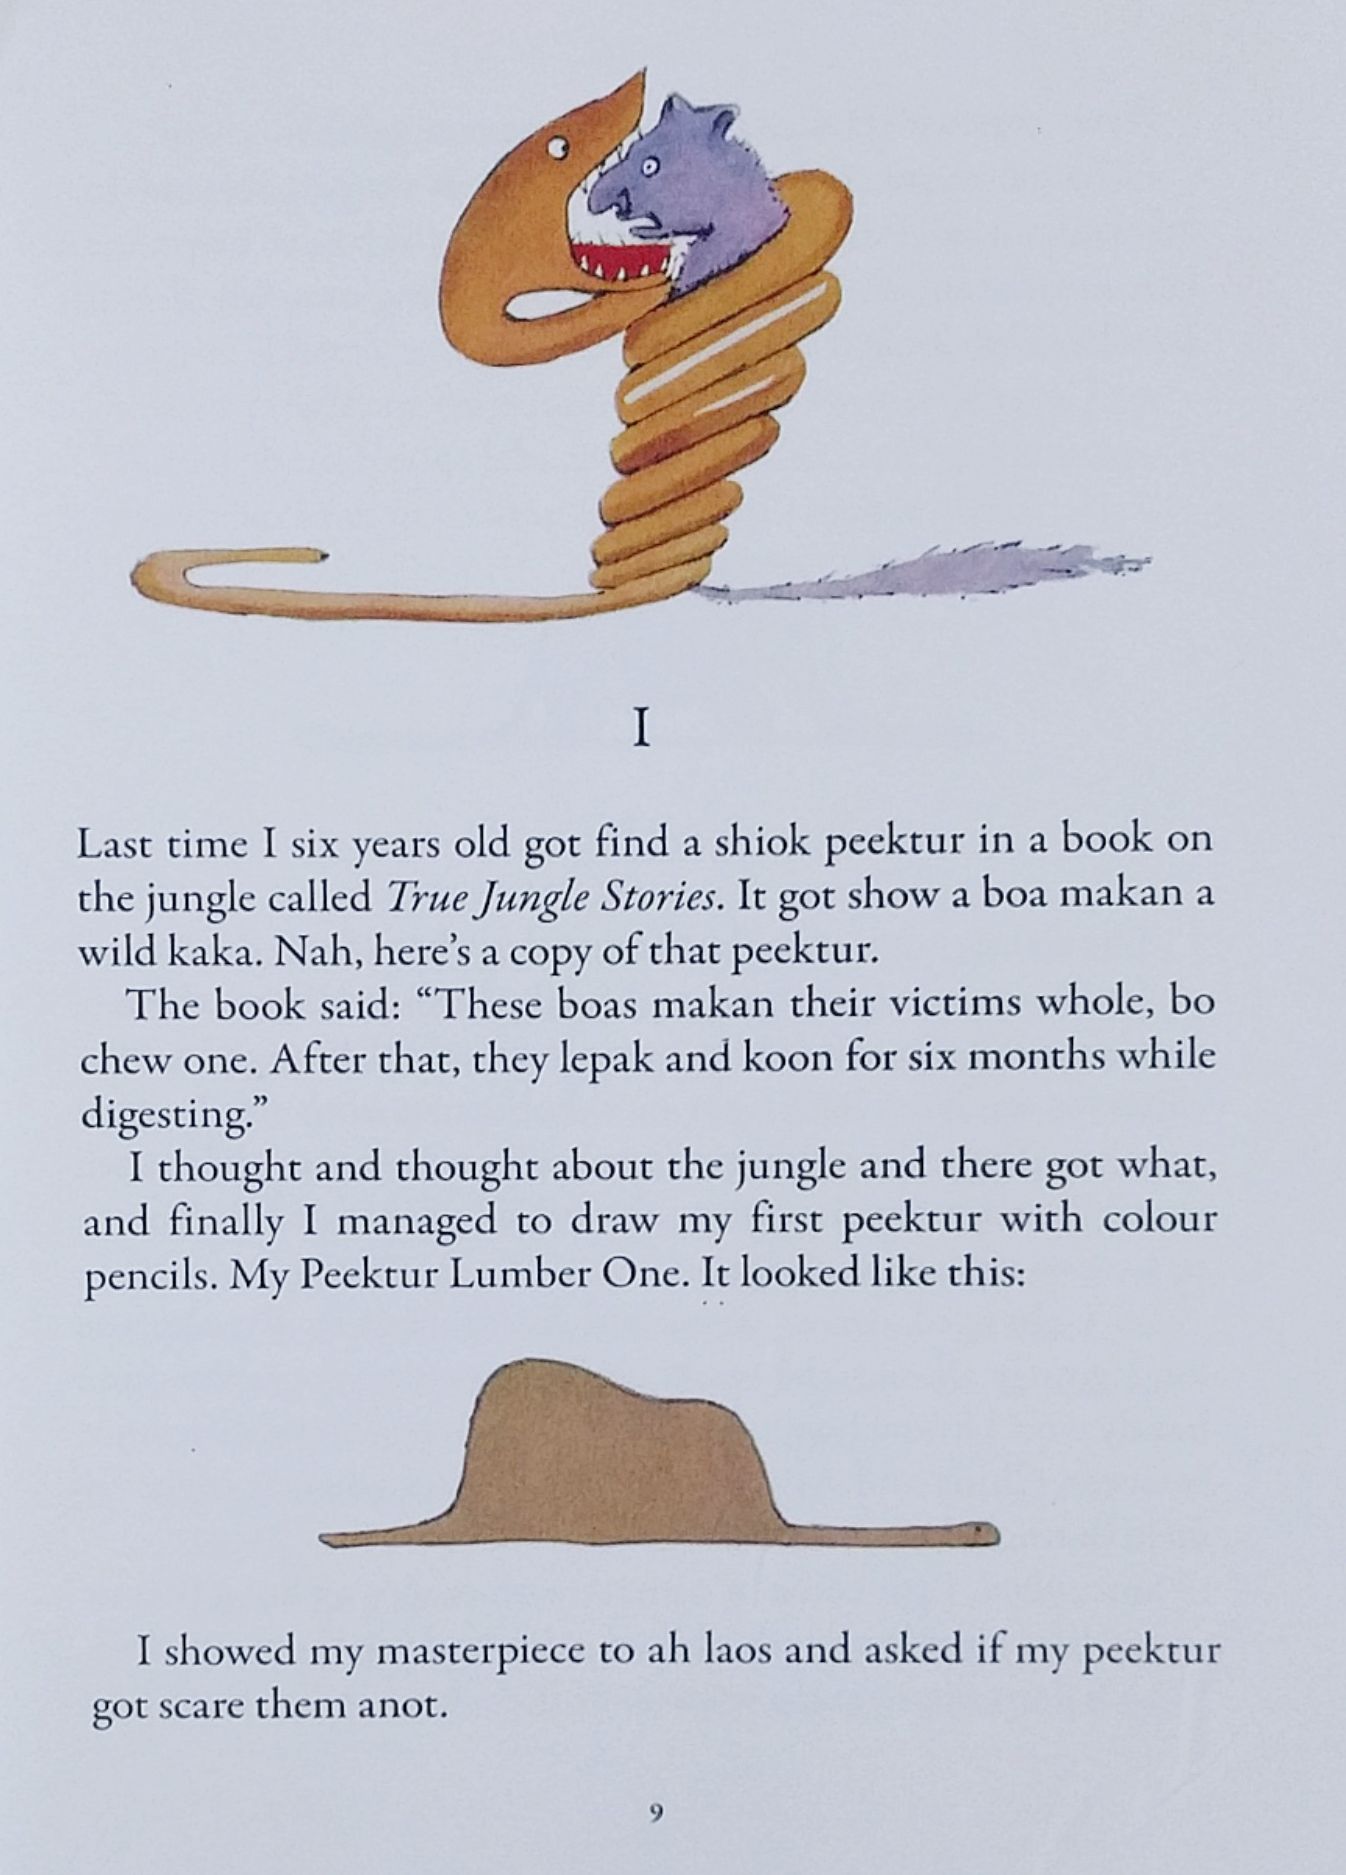 I
Last time I six years old got find a shiok peektur in a book on
the jungle called True Jungle Stories. It got show a boa makan a
wild kaka. Nah, here’s a copy of that peektur.
The book said: “These boas makan their victims whole, bo
chew one. After that, they lepak and koon for six months while
digesting.”
I thought and thought about the jungle and there got what,
and finally I managed to draw my first peektur with colour
pencils. My Peektur Lumber One. It looked like this:
I showed my masterpiece to ah laos and asked if my peektur
got scare them anot.
9